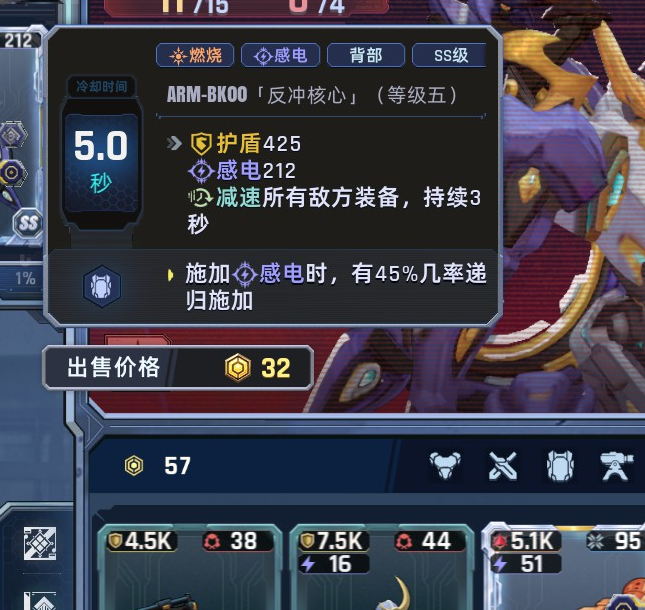 /15 /74
212
燃烧 感电 背部 SS级
冷却时间
ARM-BK00「反冲核心」（等级五）
5.0
秒
护盾425
感电212
减速所有敌方装备，持续3
秒
SS
1%
施加感电时，有45%几率递
归施加
出售价格 32
57
4.5K 38 7.5K 44 5.1K 95
16 51